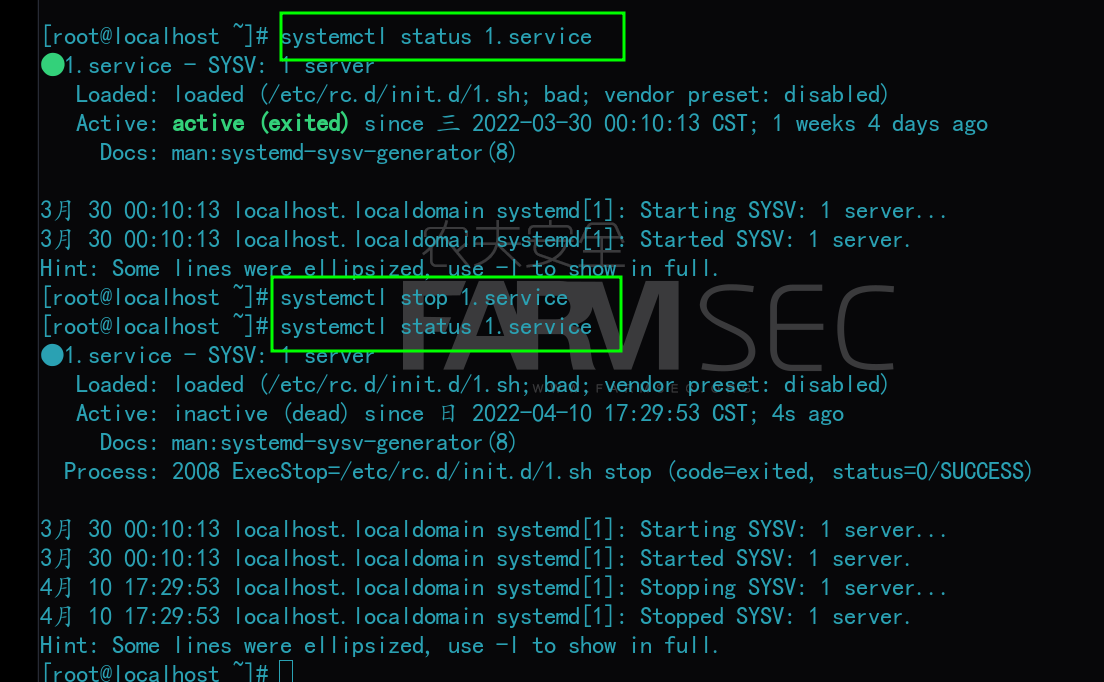 [root@localhost ~]# systemctl status 1.service
●1.service - SYSV: 1 server
Loaded: loaded (/etc/rc.d/init.d/1.sh; bad; vendor preset: disabled)
Active: active (exited) since 三 2022-03-30 00:10:13 CST; 1 weeks 4 days ago
Docs: man:systemd-sysv-generator(8)
3月 30 00:10:13 localhost.localdomain systemd[1]: Starting SYSV: 1 server...
3月 30 00:10:13 localhost.localdomain systemd[1]: Started SYSV: 1 server.
农夫安全
Hint: Some lines were ellipsized, use -l to show in full.
[root@localhost ~]# systemctl stop 1.service
[root@localhost ~]# systemctl status 1.service
FARMSEC
●1.service - SYSV: 1 server
Loaded: loaded (/etc/rc.d/init.d/1.sh; bad; vendor preset: disabled)
Active: inactive (dead) since 日 2022-04-10 17:29:53 CST; 4s ago
Docs: man:systemd-sysv-generator(8)
Process: 2008 ExecStop=/etc/rc.d/init.d/1.sh stop (code=exited, status=0/SUCCESS)
3月 30 00:10:13 localhost.localdomain systemd[1]: Starting SYSV: 1 server...
3月 30 00:10:13 localhost.localdomain systemd[1]: Started SYSV: 1 server.
4月 10 17:29:53 localhost.localdomain systemd[1]: Stopping SYSV: 1 server...
4月 10 17:29:53 localhost.localdomain systemd[1]: Stopped SYSV: 1 server.
Hint: Some lines were ellipsized, use -l to show in full.
[root@localhost ~]#